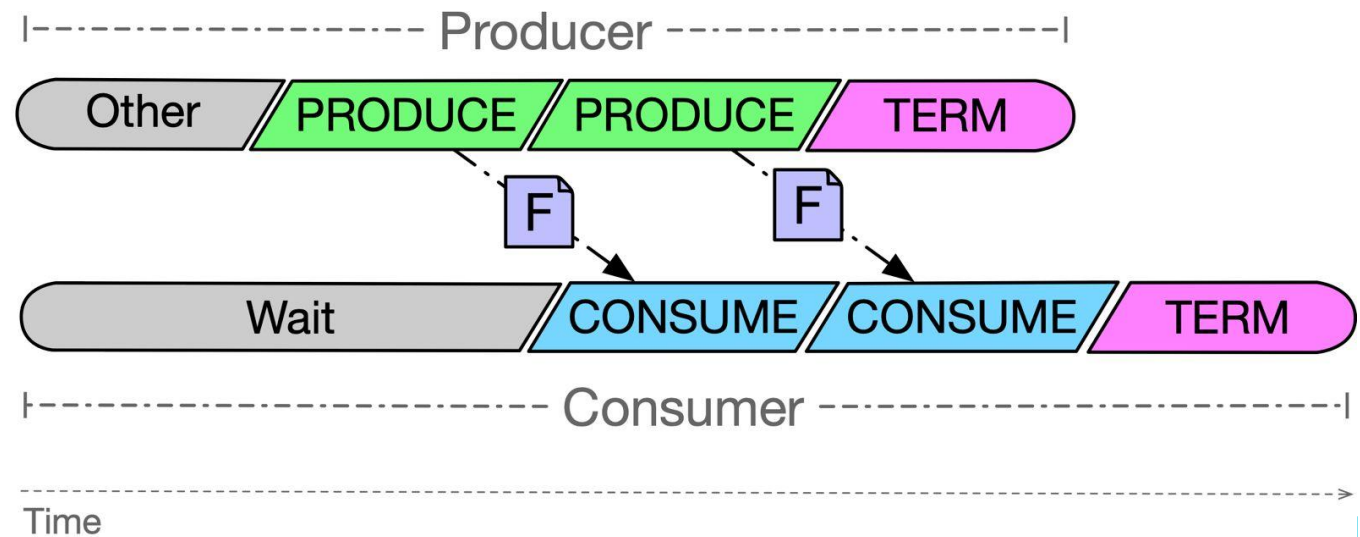 Producer
Other PRODUCE PRODUCE TERM
F F
Wait CONSUME CONSUME TERM
Consumer
Time